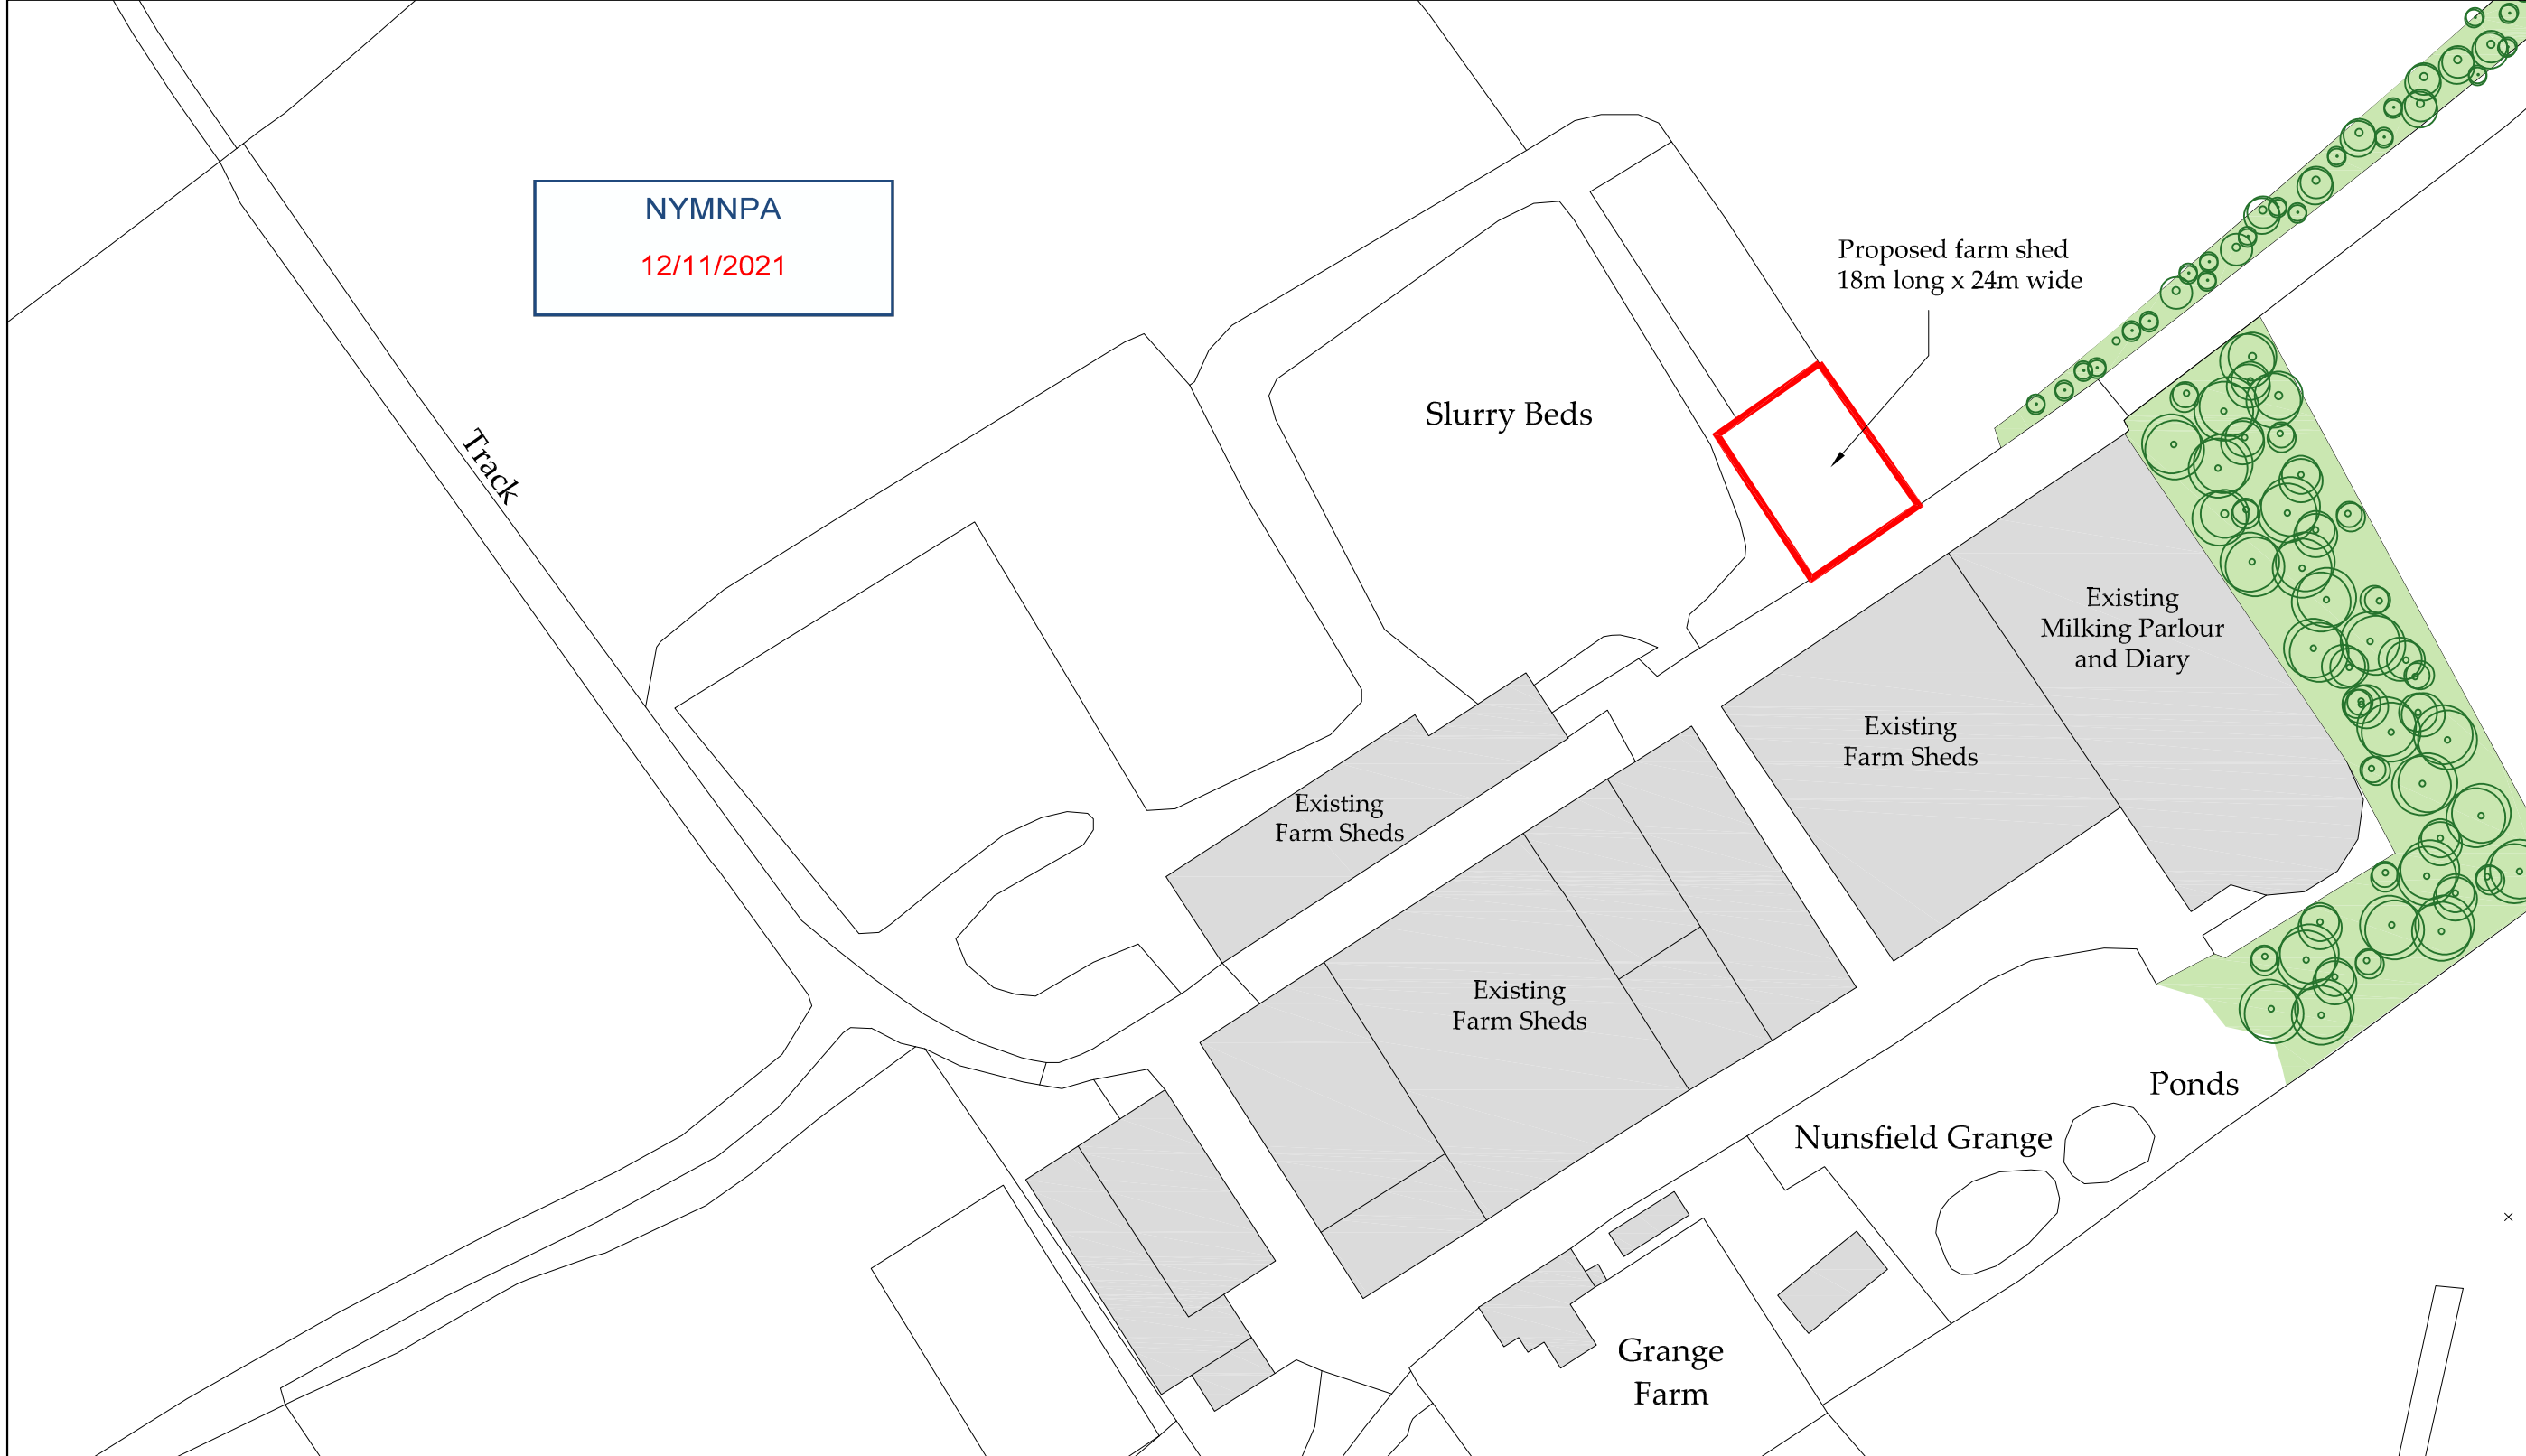 NYMNPA
12/11/2021
Proposed farm shed
18m long x 24m wide
Track
Slurry Beds
Existing
Milking Parlour
and Diary
Existing
Farm Sheds
Existing
Farm Sheds
Existing
Farm Sheds
Ponds
Nunsfield Grange
Grange
Farm